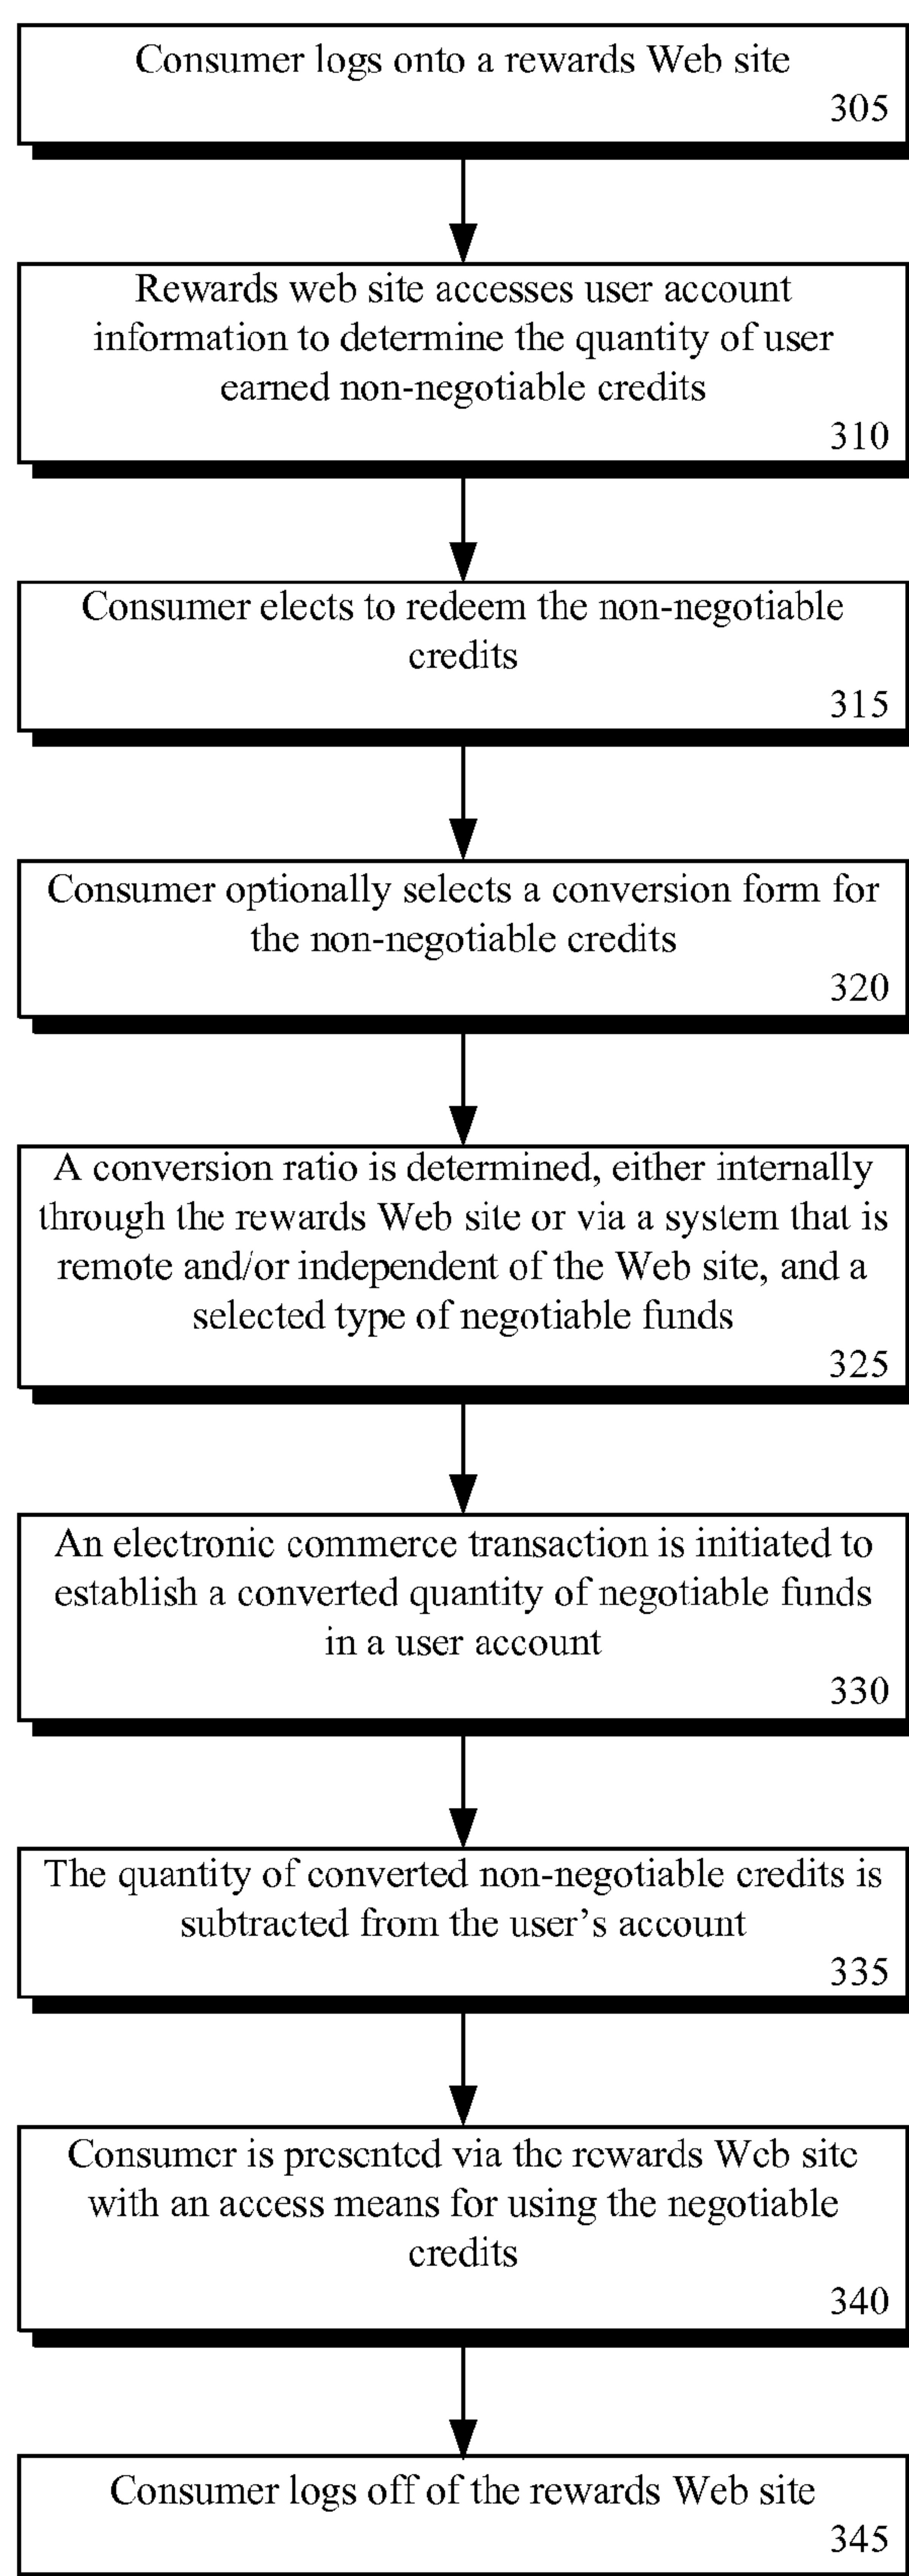 Consumer logs onto a rewards Web site
305
Rewards web site accesses user account
information to determine the quantity of user
earned non-negotiable credits
310
Consumer elects to redeem the non-negotiable
credits
315
Consumer optionally selects a conversion form for
the non-negotiable credits
320
A conversion ratio is determined, either internally
through the rewards Web site or via a system that is
remote and/or independent of the Web site, and a
selected type of negotiable funds
325
An electronic commerce transaction is initiated to
establish a converted quantity of negotiable funds
in a user account
330
The quantity of converted non-negotiable credits is
subtracted from the user's account
335
Consumer is presented via the rewards Web site
with an access means for using the negotiable
credits
340
Consumer logs off of the rewards Web site
345